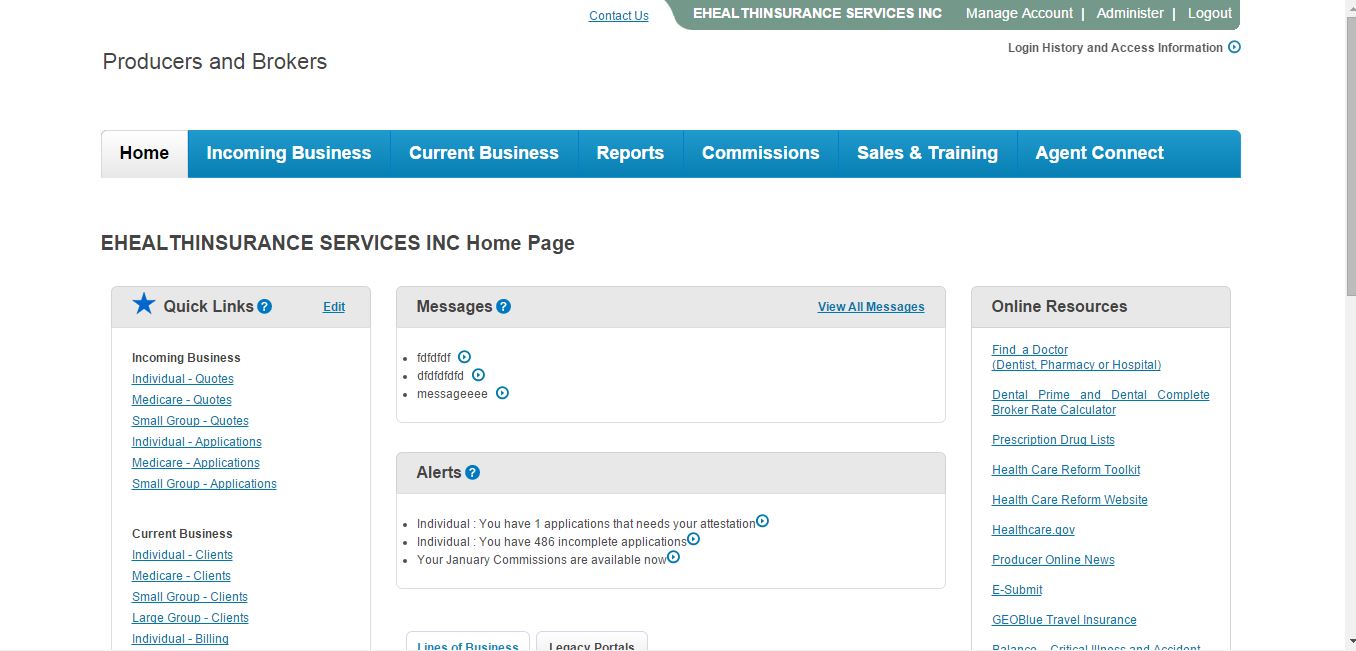 Contact Us
EHEALTHINSURANCE SERVICES INC Manage Account | Administer | Logout
Login History and Access Information
Producers and Brokers
Home Incoming Business Current Business Reports Commissions Sales & Training Agent Connect
EHEALTHINSURANCE SERVICES INC Home Page
Quick Links ? Edit
Incoming Business
Individual - Quotes
Medicare - Quotes
Small Group - Quotes
Individual - Applications
Medicare - Applications
Small Group - Applications
Current Business
Individual - Clients
Medicare - Clients
Small Group - Clients
Large Group - Clients
Individual - Billing
Messages ? View All Messages
fdfdfdf
dfdfdfdfd
messageeee
Alerts ?
Individual : You have 1 applications that needs your attestation
Individual : You have 486 incomplete applications
Your January Commissions are available now
Lines of Business Legacy Portals
Online Resources
Find a Doctor
(Dentist, Pharmacy or Hospital)
Dental Prime and Dental Complete
Broker Rate Calculator
Prescription Drug Lists
Health Care Reform Toolkit
Health Care Reform Website
Healthcare.gov
Producer Online News
E-Submit
GEOBlue Travel Insurance
Balance - Critical Illness and Accident